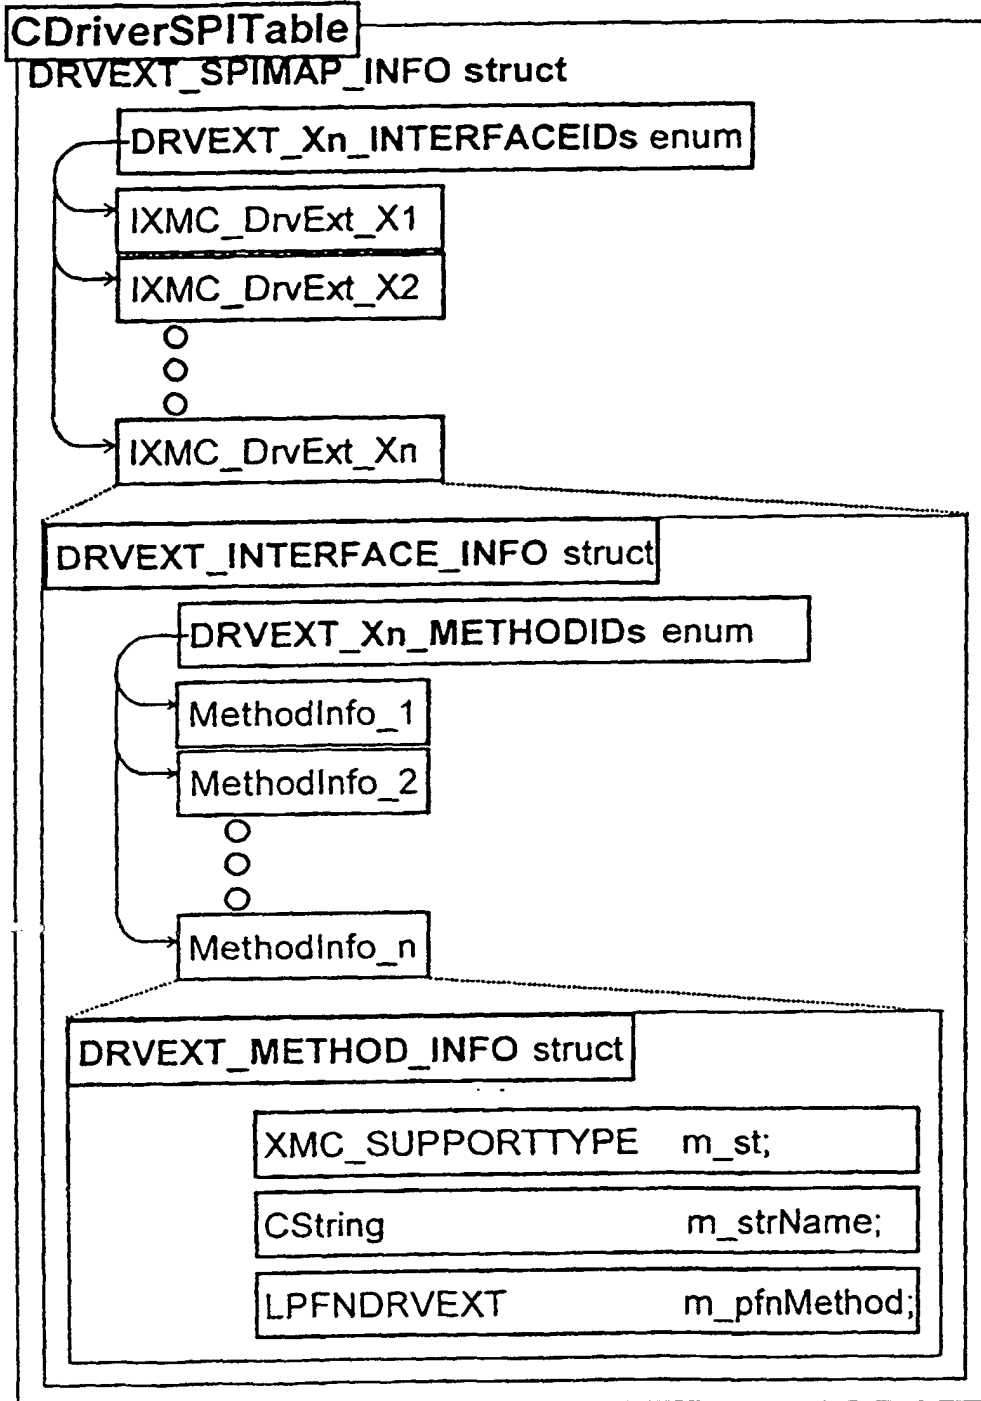 CDriverSPITable
DRVEXT_SPIMAP_INFO struct
DRVEXT_Xn_INTERFACEIDs enum
IXMC_DrvExt_X1
IXMC_DrvExt_X2
IXMC_DrvExt_Xn
DRVEXT_INTERFACE_INFO struct
DRVEXT_Xn_METHODIDs enum
MethodInfo_1
MethodInfo_2
MethodInfo_n
DRVEXT_METHOD_INFO struct
XMC_SUPPORTTYPE m_st;
CString m_strName;
LPFNDRVEXT m_pfnMethod;